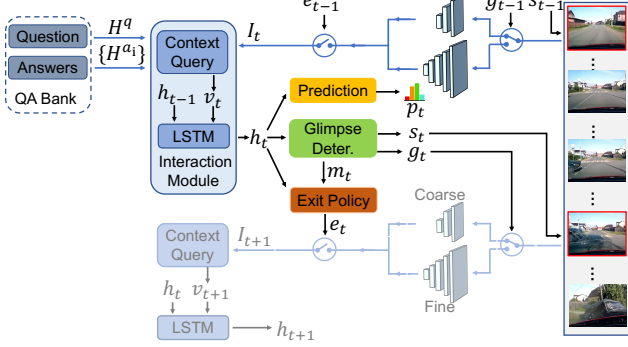 e_{t-1}
g_{t-1} s_{t-1}
Question
H^q
I_t
Context
Query
Answers
{H^{a_i}}
QA Bank
h_{t-1} v_t
Prediction
p_t
LSTM
h_t
Glimpse
Deter.
s_t
g_t
Interaction
Module
m_t
Exit Policy
Coarse
e_t
Context
Query
I_{t+1}
h_t v_{t+1}
Fine
LSTM
h_{t+1}